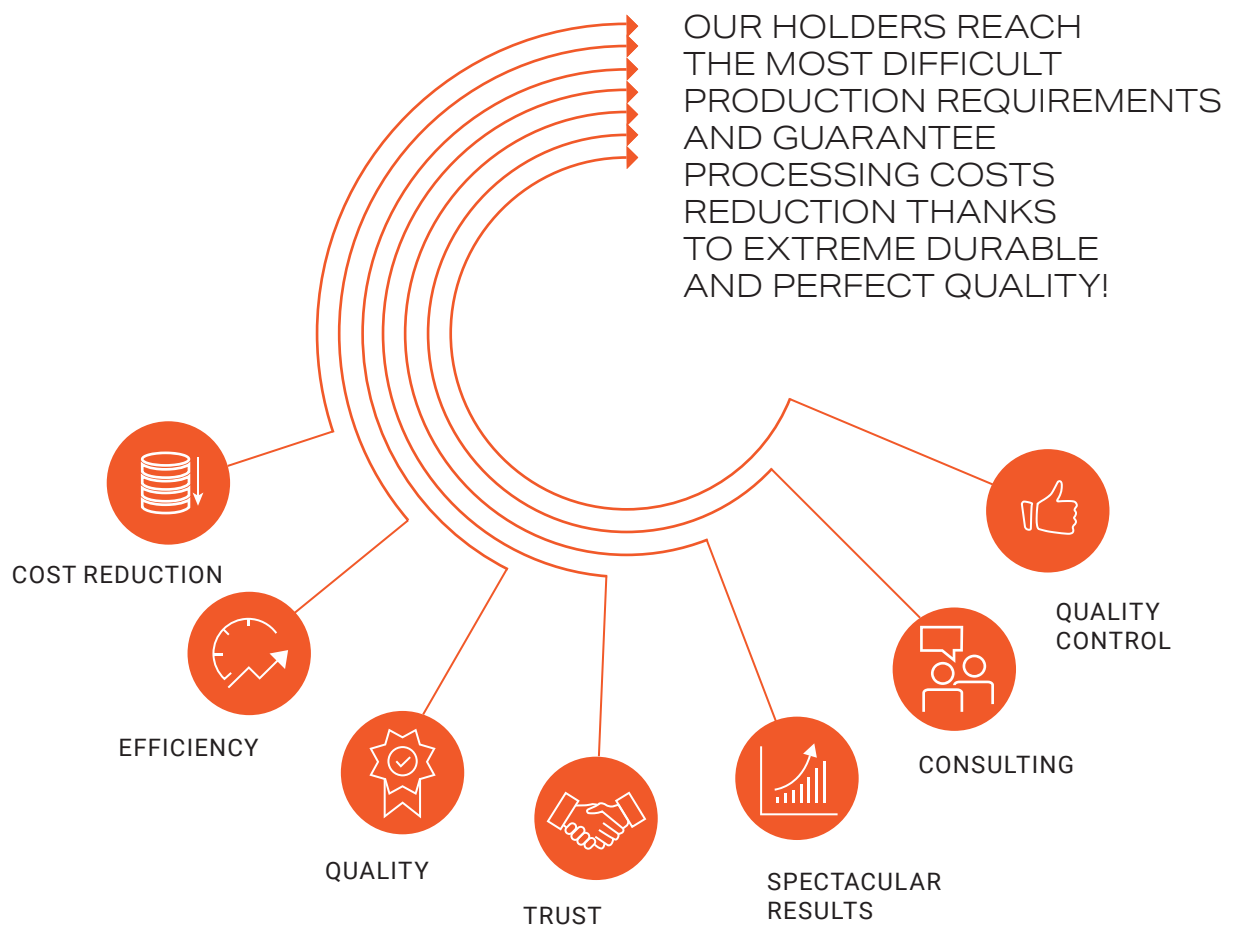 OUR HOLDERS REACH
THE MOST DIFFICULT
PRODUCTION REQUIREMENTS
AND GUARANTEE
PROCESSING COSTS
REDUCTION THANKS
TO EXTREME DURABLE
AND PERFECT QUALITY!
COST REDUCTION
EFFICIENCY
QUALITY
TRUST
SPECTACULAR
RESULTS
CONSULTING
QUALITY
CONTROL